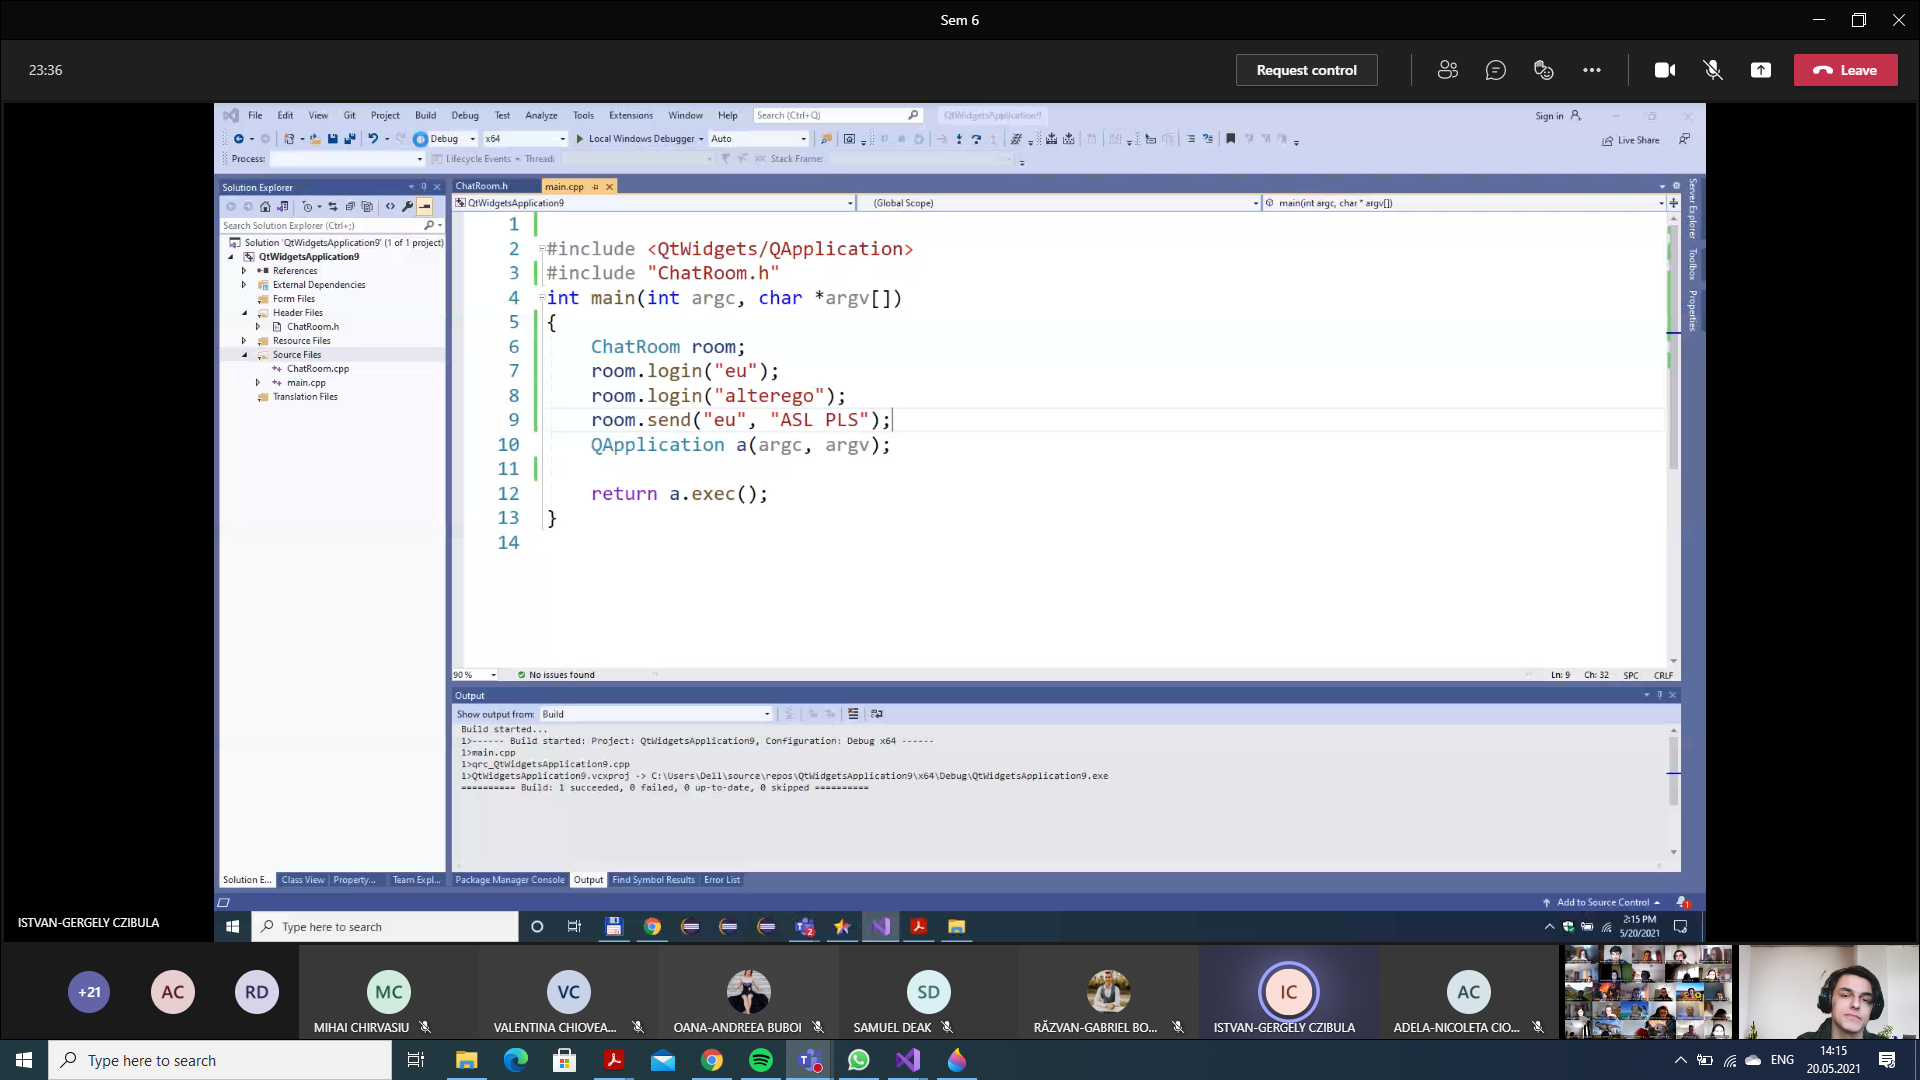 Sem 6
23:36
Request control
Leave
File Edit View Git Project Build Debug Test Analyze Tools Extensions Window Help Search (Ctrl+Q) QtWidgetsApplication9 Sign in
Debug x64 Local Windows Debugger Auto Live Share
Process: Lifecycle Events Thread: Stack Frame:
Solution Explorer
Search Solution Explorer (Ctrl+;)
Solution 'QtWidgetsApplication9' (1 of 1 project)
QtWidgetsApplication9
References
External Dependencies
Form Files
Header Files
ChatRoom.h
Resource Files
Source Files
ChatRoom.cpp
main.cpp
Translation Files
Solution E... Class View Property... Team Expl...
ChatRoom.h main.cpp
QtWidgetsApplication9 (Global Scope) main(int argc, char * argv[])
1
2 #include <QtWidgets/QApplication>
3 #include "ChatRoom.h"
4 int main(int argc, char *argv[])
5 {
6 ChatRoom room;
7 room.login("eu");
8 room.login("alterego");
9 room.send("eu", "ASL PLS");
10 QApplication a(argc, argv);
11
12 return a.exec();
13 }
14
Server Explorer
Toolbox
Properties
90 % No issues found Ln: 9 Ch: 32 SPC CRLF
Output
Show output from: Build
Build started...
1>------ Build started: Project: QtWidgetsApplication9, Configuration: Debug x64 ------
1>main.cpp
1>qrc_QtWidgetsApplication9.cpp
1>QtWidgetsApplication9.vcxproj -> C:\Users\Dell\source\repos\QtWidgetsApplication9\x64\Debug\QtWidgetsApplication9.exe
========== Build: 1 succeeded, 0 failed, 0 up-to-date, 0 skipped ==========
Package Manager Console Output Find Symbol Results Error List
Add to Source Control 1
ISTVAN-GERGELY CZIBULA
Type here to search
2:15 PM
5/20/2021
+21 AC RD MC VC SD IC AC
MIHAI CHIRVASIU VALENTINA CHIOVEA... OANA-ANDREEA BUBOI SAMUEL DEAK RĂZVAN-GABRIEL BO... ISTVAN-GERGELY CZIBULA ADELA-NICOLETA CIO...
Type here to search
ENG
14:15
20.05.2021